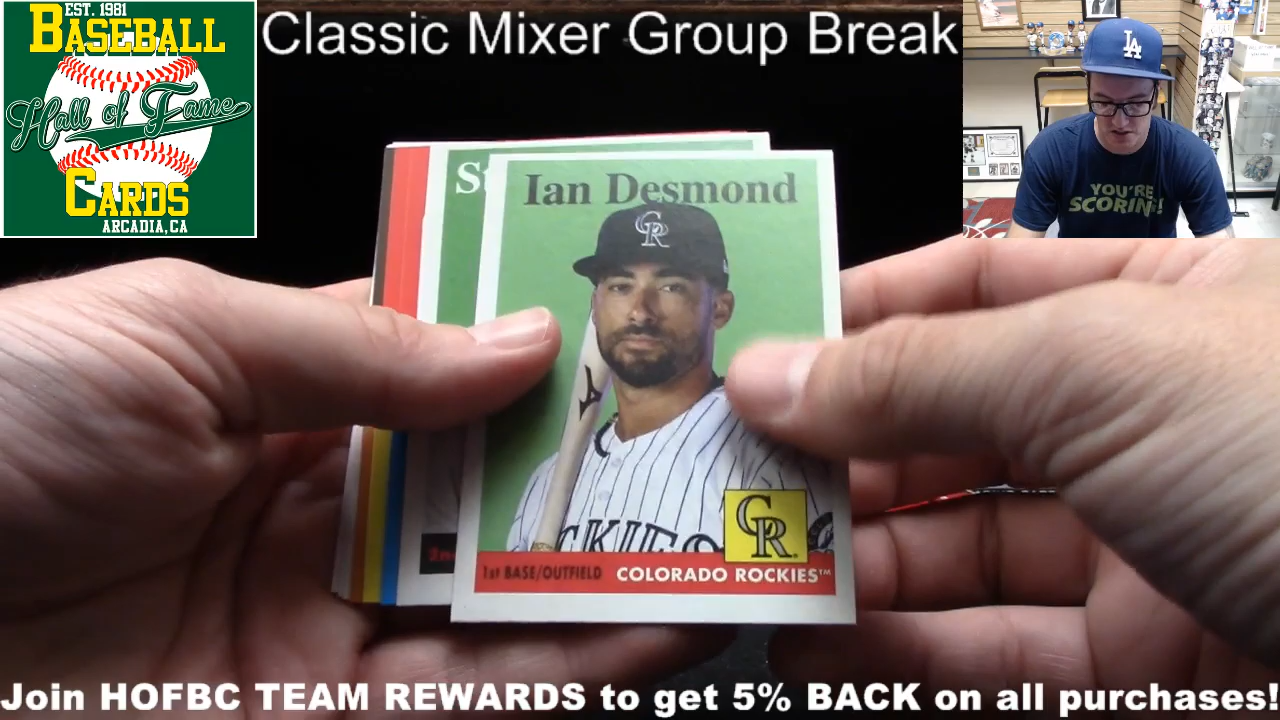 EST. 1981
BASEBALL
Hall of Fame
CARDS
ARCADIA, CA
Classic Mixer Group Break
LA
YOU'RE
SCORING!
Ian Desmond
CR
CR
1st BASE/OUTFIELD COLORADO ROCKIES™
Join HOFBC TEAM REWARDS to get 5% BACK on all purchases!